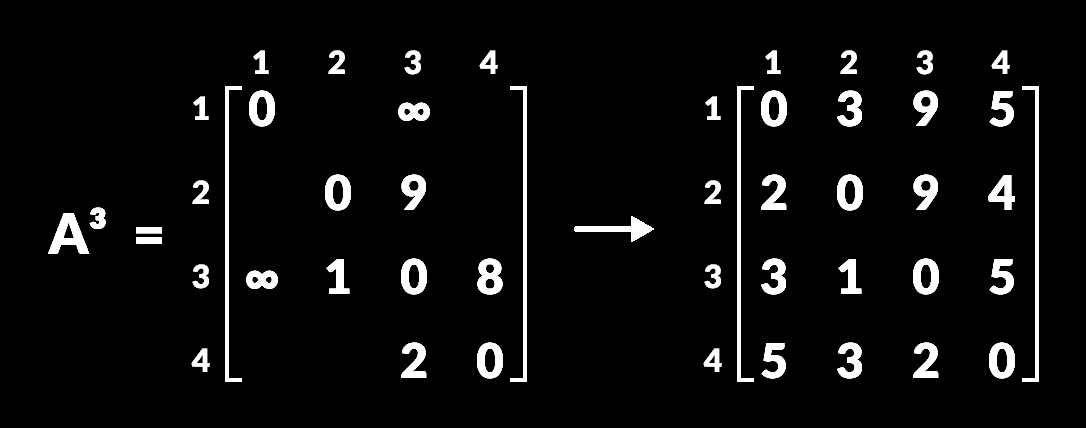 1 2 3 4 1 2 3 4
1 0 ∞ 1 0 3 9 5
2 0 9 2 2 0 9 4
A³ = →
3 ∞ 1 0 8 3 3 1 0 5
4 2 0 4 5 3 2 0